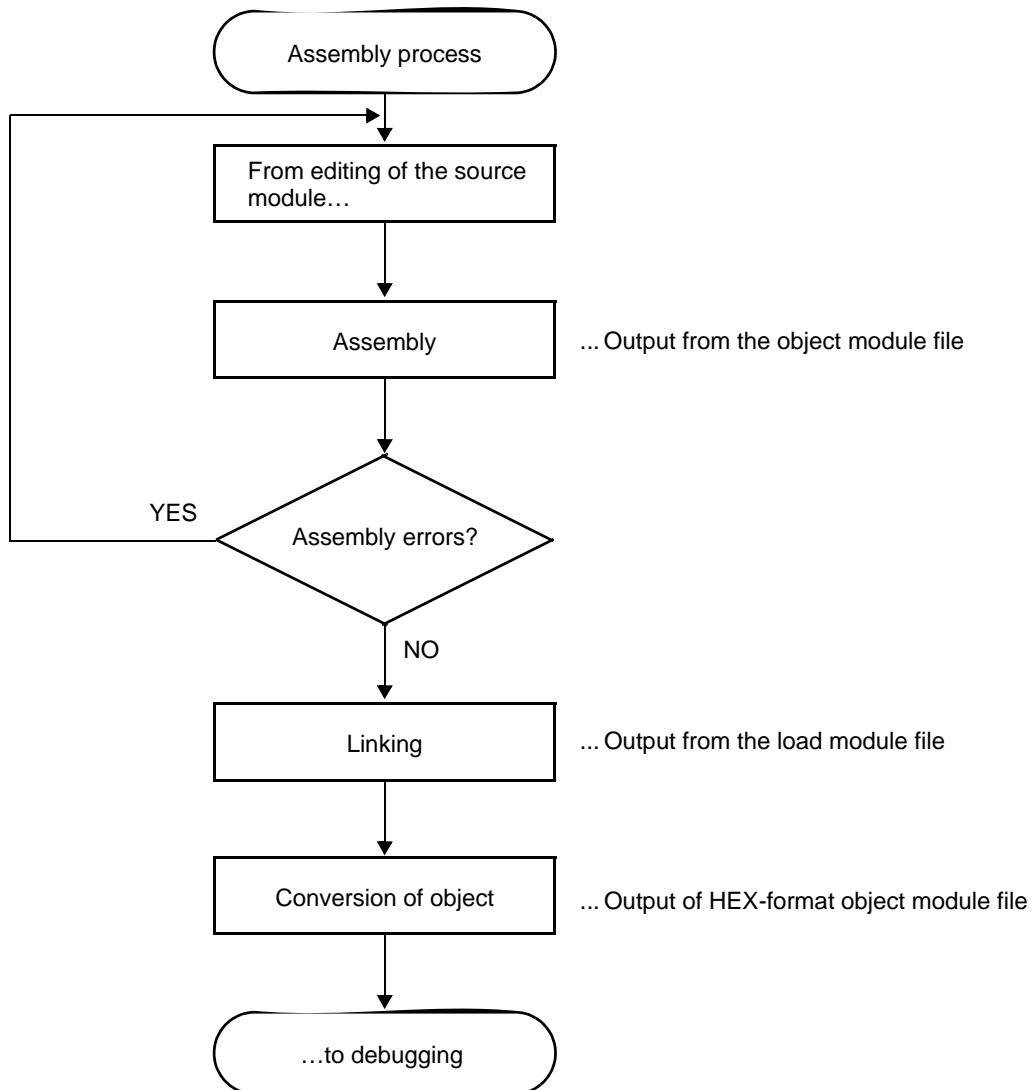 Assembly process
From editing of the source
module…
Assembly
... Output from the object module file
YES
Assembly errors?
NO
Linking
... Output from the load module file
Conversion of object
... Output of HEX-format object module file
…to debugging